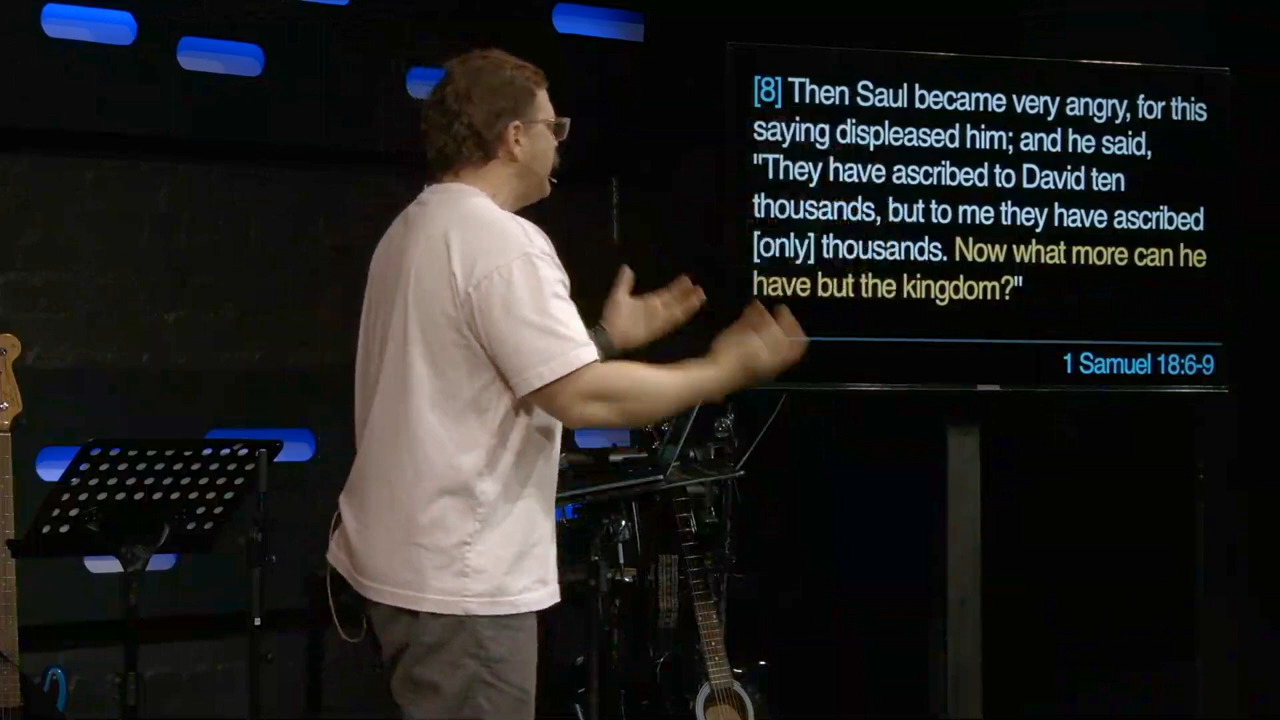 [8] Then Saul became very angry, for this
saying displeased him; and he said,
"They have ascribed to David ten
thousands, but to me they have ascribed
[only] thousands. Now what more can he
have but the kingdom?"
1 Samuel 18:6-9